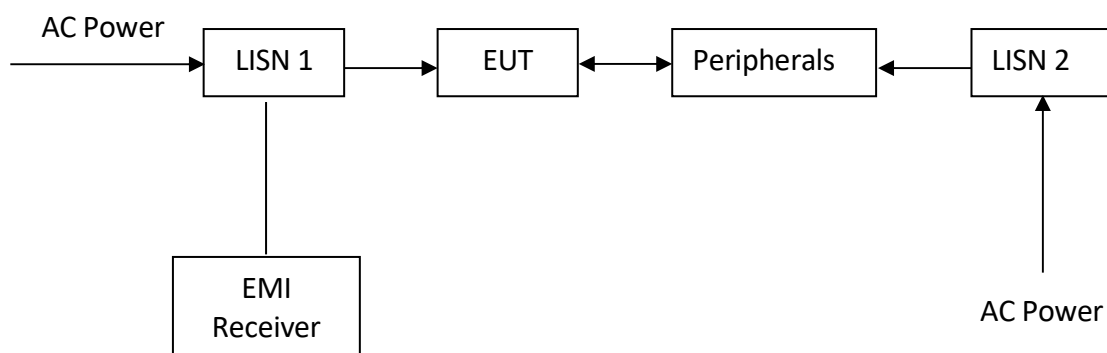 AC Power
LISN 1
EUT
Peripherals
LISN 2
EMI
Receiver
AC Power